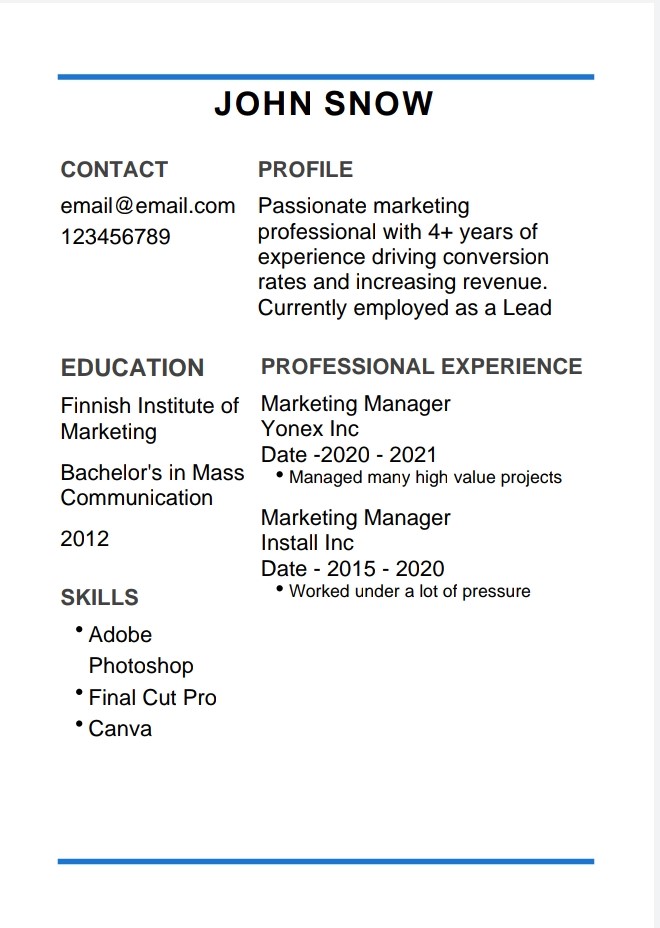 JOHN SNOW
CONTACT
email@email.com
123456789
PROFILE
Passionate marketing
professional with 4+ years of
experience driving conversion
rates and increasing revenue.
Currently employed as a Lead
EDUCATION
Finnish Institute of
Marketing
Bachelor's in Mass
Communication
2012
SKILLS
• Adobe
Photoshop
• Final Cut Pro
• Canva
PROFESSIONAL EXPERIENCE
Marketing Manager
Yonex Inc
Date -2020 - 2021
• Managed many high value projects
Marketing Manager
Install Inc
Date - 2015 - 2020
• Worked under a lot of pressure